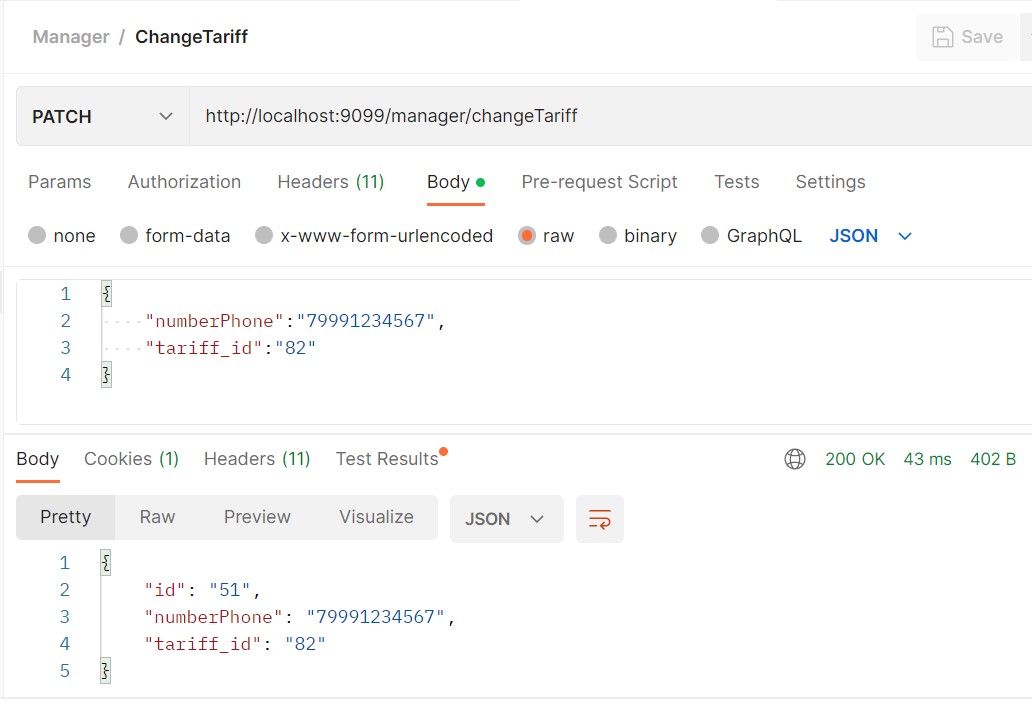 Manager / ChangeTariff Save
PATCH http://localhost:9099/manager/changeTariff
Params Authorization Headers (11) Body Pre-request Script Tests Settings
none form-data x-www-form-urlencoded raw binary GraphQL JSON
1 {
2 "numberPhone":"79991234567",
3 "tariff_id":"82"
4 }
Body Cookies (1) Headers (11) Test Results 200 OK 43 ms 402 B
Pretty Raw Preview Visualize JSON
1 {
2 "id": "51",
3 "numberPhone": "79991234567",
4 "tariff_id": "82"
5 }